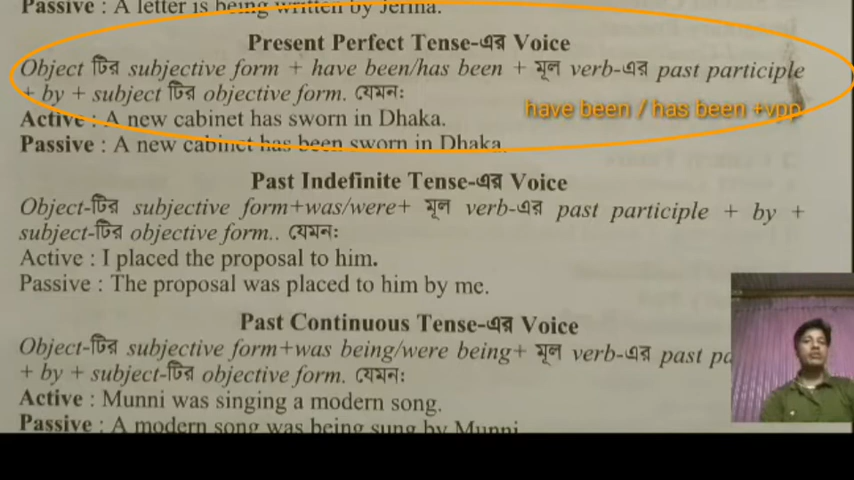 Passive : A letter is being written by Jerina.
Present Perfect Tense-এর Voice
Object টির subjective form + have been/has been + মূল verb-এর past participle
+ by + subject টির objective form. যেমন:
Active : A new cabinet has sworn in Dhaka.
have been / has been +vpp
Passive : A new cabinet has been sworn in Dhaka.
Past Indefinite Tense-এর Voice
Object-টির subjective form+was/were+ মূল verb-এর past participle + by +
subject-টির objective form.. যেমন:
Active : I placed the proposal to him.
Passive : The proposal was placed to him by me.
Past Continuous Tense-এর Voice
Object-টির subjective form+was being/were being+ মূল verb-এর past
+ by + subject-টির objective form. যেমন:
Active : Munni was singing a modern song.
Passive : A modern song was being sung by Munni